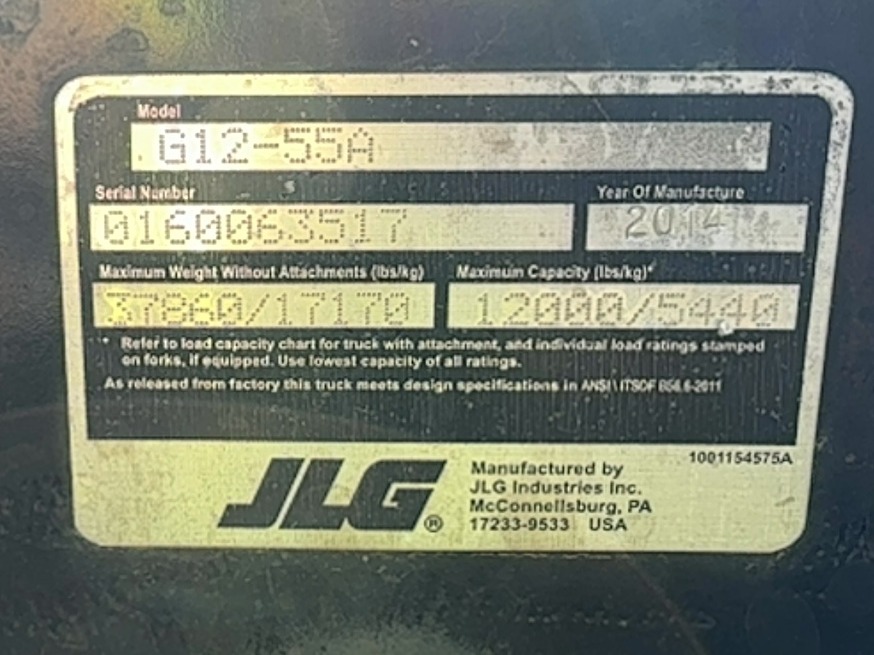 Model
G12-55A
Serial Number Year Of Manufacture
0160063517 2014
Maximum Weight Without Attachments (lbs/kg) Maximum Capacity (lbs/kg)*
37860/17170 12000/5440
* Refer to load capacity chart for truck with attachment, and individual load ratings stamped
on forks, if equipped. Use lowest capacity of all ratings.
As released from factory this truck meets design specifications in ANSI \ ITSDF B56.6-2011
1001154575A
JLG®
Manufactured by
JLG Industries Inc.
McConnellsburg, PA
17233-9533 USA